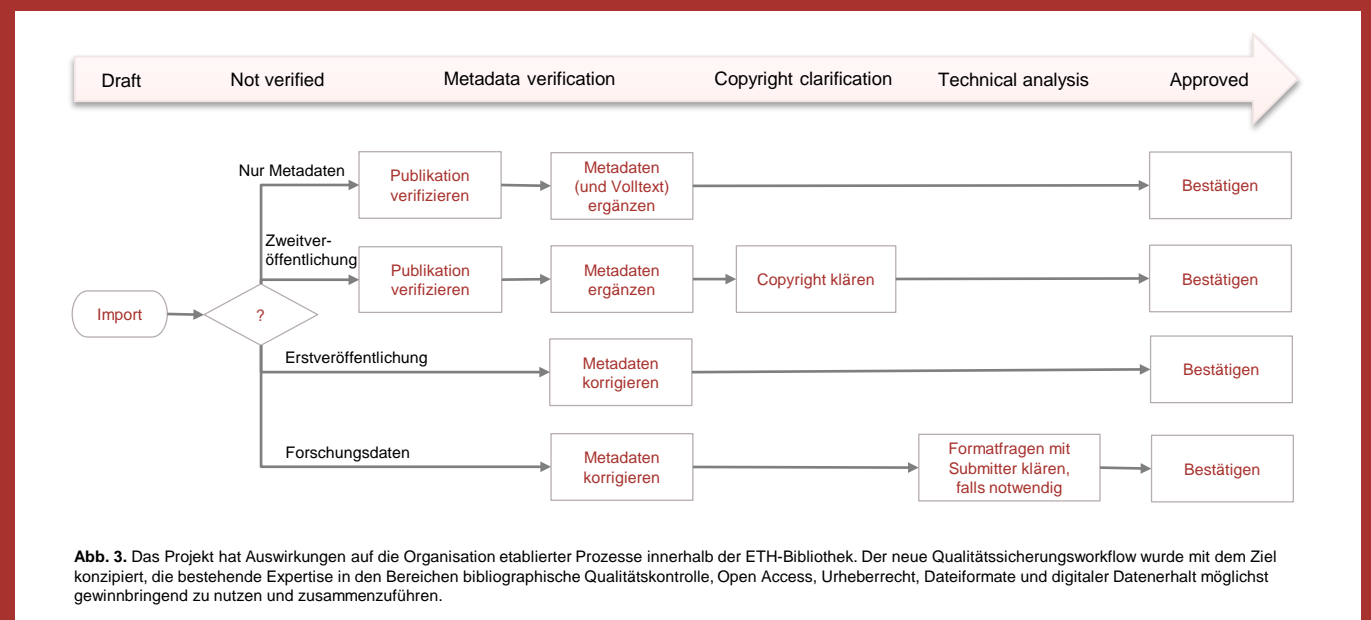 Draft Not verified Metadata verification Copyright clarification Technical analysis Approved
Nur Metadaten
Publikation
verifizieren
Metadaten
(und Volltext)
ergänzen
Bestätigen
Zweitver-
öffentlichung
Publikation
verifizieren
Metadaten
ergänzen
Copyright klären
Bestätigen
Import
?
Erstveröffentlichung
Metadaten
korrigieren
Bestätigen
Forschungsdaten
Metadaten
korrigieren
Formatfragen mit
Submitter klären,
falls notwendig
Bestätigen
Abb. 3. Das Projekt hat Auswirkungen auf die Organisation etablierter Prozesse innerhalb der ETH-Bibliothek. Der neue Qualitätssicherungsworkflow wurde mit dem Ziel
konzipiert, die bestehende Expertise in den Bereichen bibliographische Qualitätskontrolle, Open Access, Urheberrecht, Dateiformate und digitaler Datenerhalt möglichst
gewinnbringend zu nutzen und zusammenzuführen.